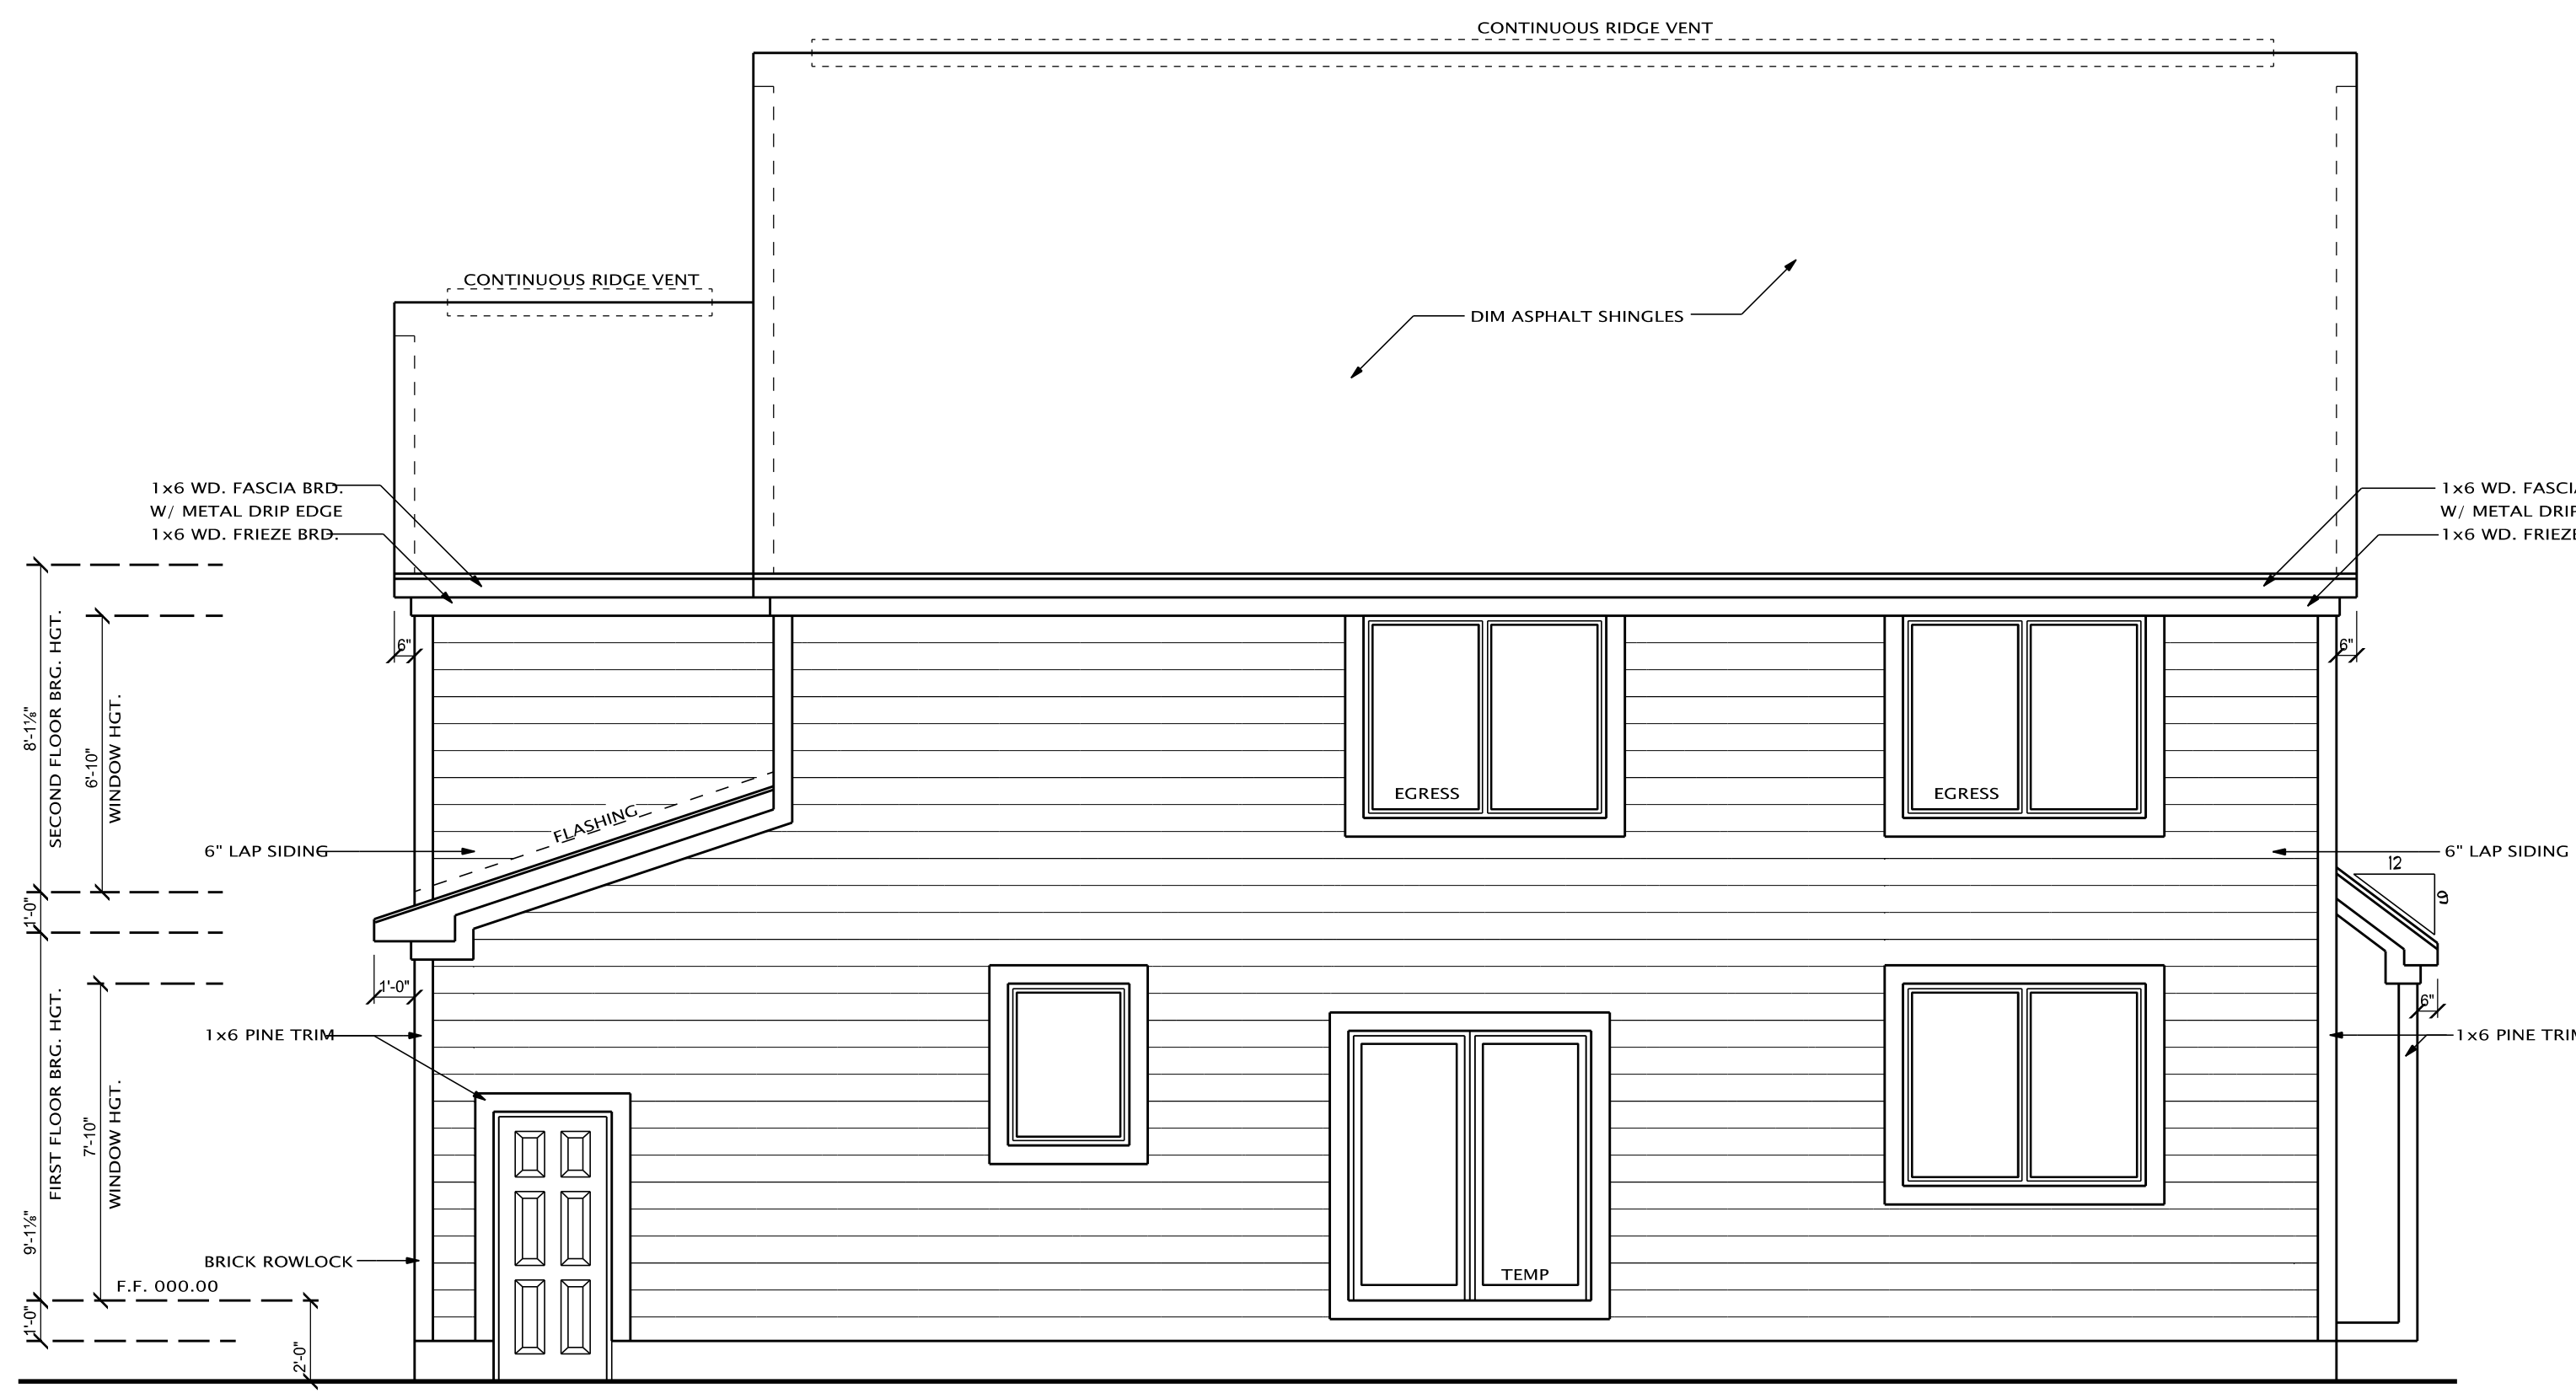 CONTINUOUS RIDGE VENT
CONTINUOUS RIDGE VENT
DIM ASPHALT SHINGLES
1x6 WD. FASCIA BRD.
W/ METAL DRIP EDGE
1x6 WD. FRIEZE BRD.
1x6 WD. FASCIA
W/ METAL DRIP
1x6 WD. FRIEZE
6"
6"
8'-1⅛"
SECOND FLOOR BRG. HGT.
6'-10"
WINDOW HGT.
EGRESS
EGRESS
FLASHING
6" LAP SIDING
6" LAP SIDING
12
9
1'-0"
1'-0"
6"
1x6 PINE TRIM
1x6 PINE TRIM
FIRST FLOOR BRG. HGT.
9'-1⅛"
7'-10"
WINDOW HGT.
BRICK ROWLOCK
TEMP
F.F. 000.00
1'-0"
2'-0"